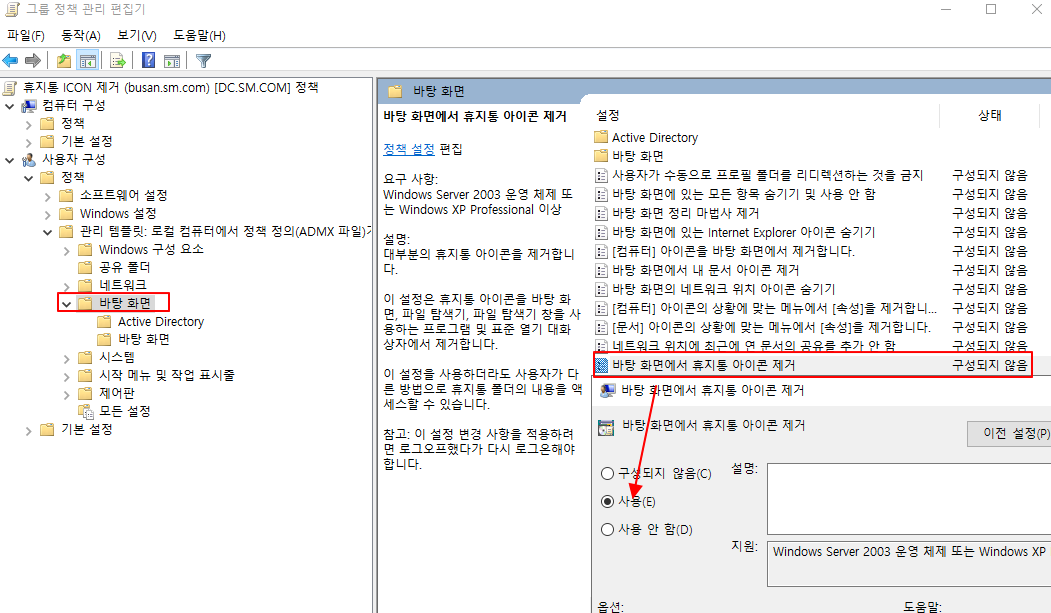 그룹 정책 관리 편집기
파일(F) 동작(A) 보기(V) 도움말(H)
휴지통 ICON 제거 (busan.sm.com) [DC.SM.COM] 정책
컴퓨터 구성
정책
기본 설정
사용자 구성
정책
소프트웨어 설정
Windows 설정
관리 템플릿: 로컬 컴퓨터에서 정책 정의(ADMX 파일)기
Windows 구성 요소
공유 폴더
네트워크
바탕 화면
Active Directory
바탕 화면
시스템
시작 메뉴 및 작업 표시줄
제어판
모든 설정
기본 설정
바탕 화면
바탕 화면에서 휴지통 아이콘 제거
정책 설정 편집
요구 사항:
Windows Server 2003 운영 체제 또
는 Windows XP Professional 이상
설명:
대부분의 휴지통 아이콘을 제거합니
다.
이 설정은 휴지통 아이콘을 바탕 화
면, 파일 탐색기, 파일 탐색기 창을 사
용하는 프로그램 및 표준 열기 대화
상자에서 제거합니다.
이 설정을 사용하더라도 사용자가 다
른 방법으로 휴지통 폴더의 내용을 액
세스할 수 있습니다.
참고: 이 설정 변경 사항을 적용하려
면 로그오프했다가 다시 로그온해야
합니다.
설정 상태
Active Directory
바탕 화면
사용자가 수동으로 프로필 폴더를 리디렉션하는 것을 금지 구성되지 않음
바탕 화면에 있는 모든 항목 숨기기 및 사용 안 함 구성되지 않음
바탕 화면 정리 마법사 제거 구성되지 않음
바탕 화면에 있는 Internet Explorer 아이콘 숨기기 구성되지 않음
[컴퓨터] 아이콘을 바탕 화면에서 제거합니다. 구성되지 않음
바탕 화면에서 내 문서 아이콘 제거 구성되지 않음
바탕 화면의 네트워크 위치 아이콘 숨기기 구성되지 않음
[컴퓨터] 아이콘의 상황에 맞는 메뉴에서 [속성]을 제거합니... 구성되지 않음
[문서] 아이콘의 상황에 맞는 메뉴에서 [속성]을 제거합니다. 구성되지 않음
네트워크 위치에 최근에 연 문서의 공유를 추가 안 함 구성되지 않음
바탕 화면에서 휴지통 아이콘 제거 구성되지 않음
바탕 화면에서 휴지통 아이콘 제거
바탕 화면에서 휴지통 아이콘 제거
이전 설정(P)
구성되지 않음(C) 설명:
사용(E)
사용 안 함(D)
지원: Windows Server 2003 운영 체제 또는 Windows XP
옵션: 도움말: